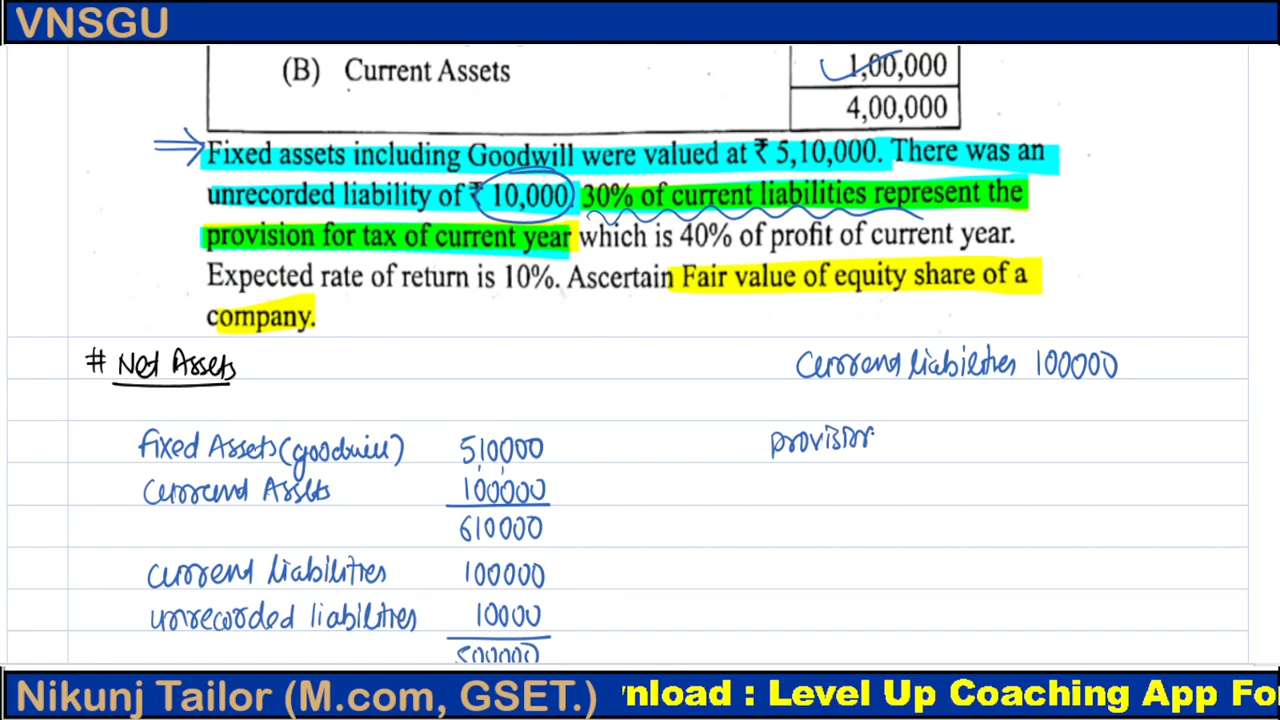 VNSGU
1,00,000
(B) Current Assets
4,00,000
Fixed assets including Goodwill were valued at ₹ 5,10,000. There was an
unrecorded liability of ₹ 10,000. 30% of current liabilities represent the
provision for tax of current year which is 40% of profit of current year.
Expected rate of return is 10%. Ascertain Fair value of equity share of a
company.
# Net Assets
Current liabilities 100000
Fixed Assets (goodwill) 510000
provision
Current Assets 100000
610000
current liabilities 100000
unrecorded liabilities 10000
500000
Nikunj Tailor (M.com, GSET.)
nload : Level Up Coaching App Fo